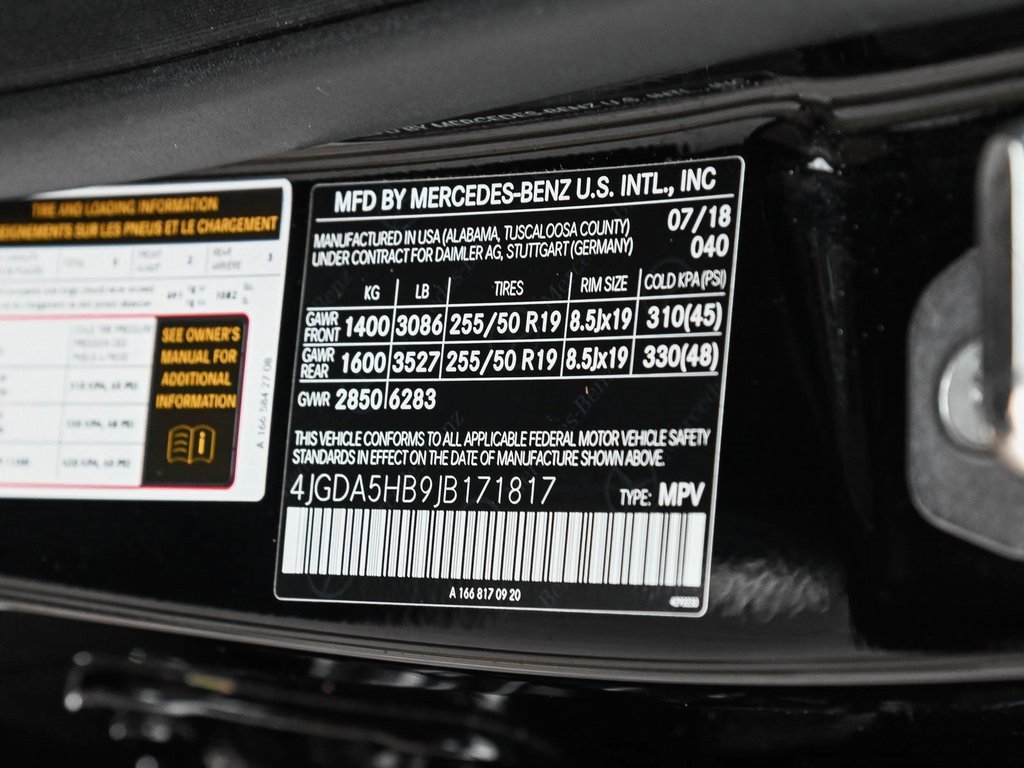 TIRE AND LOADING INFORMATION
RENSEIGNEMENTS SUR LES PNEUS ET LE CHARGEMENT
SEE OWNER'S
MANUAL FOR
ADDITIONAL
INFORMATION
A 166 584 27 08
MFD BY MERCEDES-BENZ U.S. INTL., INC
MANUFACTURED IN USA (ALABAMA, TUSCALOOSA COUNTY) 07/18
UNDER CONTRACT FOR DAIMLER AG, STUTTGART (GERMANY) 040
KG LB TIRES RIM SIZE COLD KPA(PSI)
GAWR FRONT 1400 3086 255/50 R19 8.5Jx19 310(45)
GAWR REAR 1600 3527 255/50 R19 8.5Jx19 330(48)
GVWR 2850 6283
THIS VEHICLE CONFORMS TO ALL APPLICABLE FEDERAL MOTOR VEHICLE SAFETY
STANDARDS IN EFFECT ON THE DATE OF MANUFACTURE SHOWN ABOVE.
4JGDA5HB9JB171817 TYPE: MPV
A 166 817 09 20